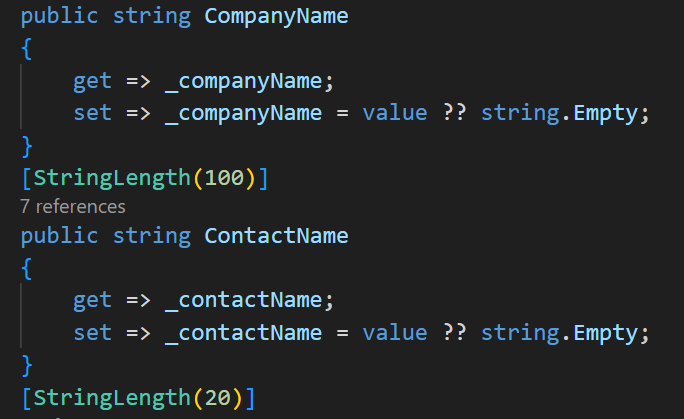 public string CompanyName
{
get => _companyName;
set => _companyName = value ?? string.Empty;
}
[StringLength(100)]
7 references
public string ContactName
{
get => _contactName;
set => _contactName = value ?? string.Empty;
}
[StringLength(20)]